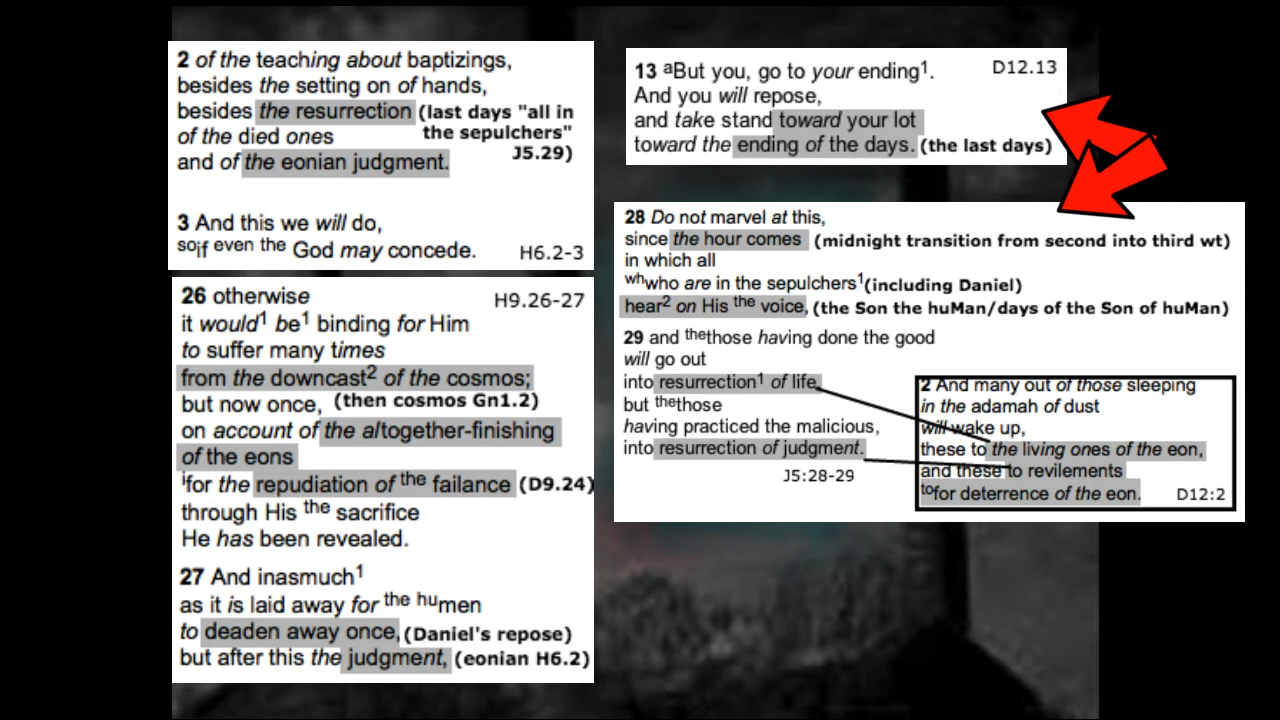 2 of the teaching about baptizings,
besides the setting on of hands,
besides the resurrection (last days "all in
of the died ones the sepulchers"
and of the eonian judgment. J5.29)
3 And this we will do,
soif even the God may concede. H6.2-3
26 otherwise H9.26-27
it would1 be1 binding for Him
to suffer many times
from the downcast2 of the cosmos;
but now once, (then cosmos Gn1.2)
on account of the altogether-finishing
of the eons
ifor the repudiation of the failance (D9.24)
through His the sacrifice
He has been revealed.
27 And inasmuch1
as it is laid away for the humen
to deaden away once, (Daniel's repose)
but after this the judgment, (eonian H6.2)
13 aBut you, go to your ending1. D12.13
And you will repose,
and take stand toward your lot
toward the ending of the days. (the last days)
28 Do not marvel at this,
since the hour comes (midnight transition from second into third wt)
in which all
whwho are in the sepulchers1(including Daniel)
hear2 on His the voice, (the Son the huMan/days of the Son of huMan)
29 and thethose having done the good
will go out
into resurrection1 of life,
but thethose
having practiced the malicious,
into resurrection of judgment.
J5:28-29
2 And many out of those sleeping
in the adamah of dust
will wake up,
these to the living ones of the eon,
and these to revilements
tofor deterrence of the eon. D12:2